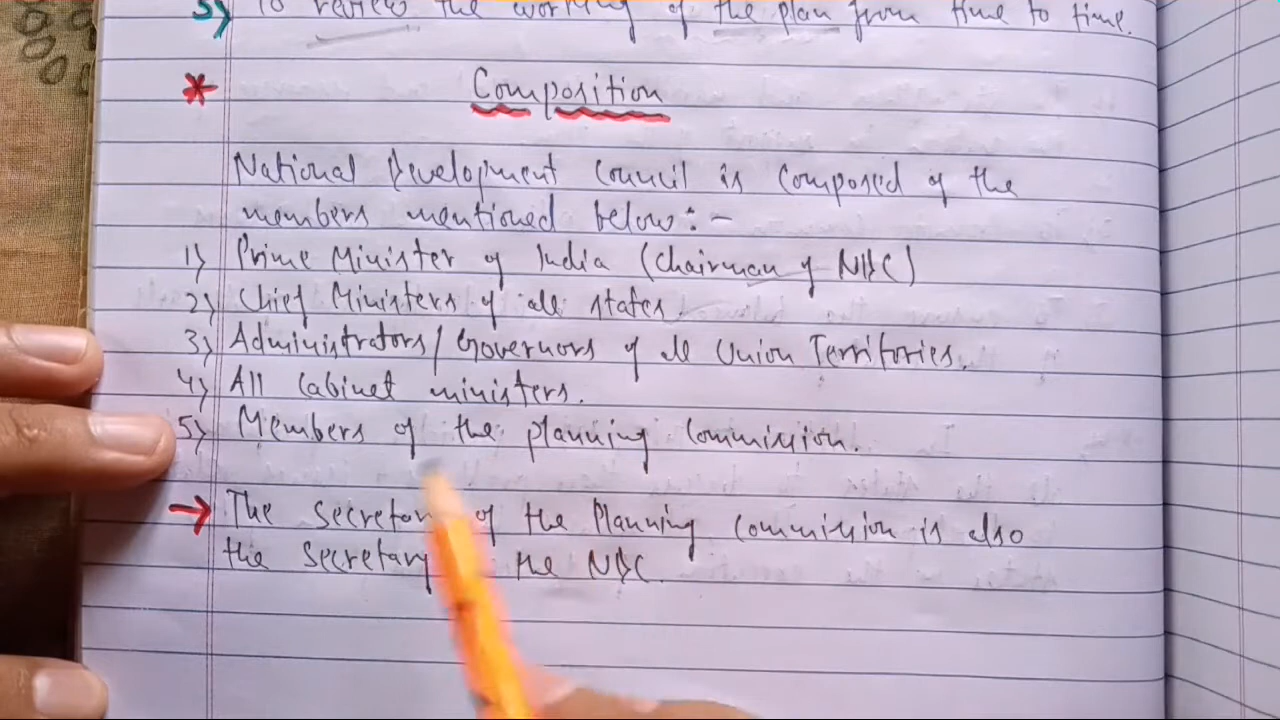 5) To review the working of the plan from time to time.
* Composition
National Development Council is composed of the
members mentioned below:-
1) Prime Minister of India (Chairman of NDC)
2) Chief Ministers of all states
3) Administrators/Governors of all Union Territories.
4) All Cabinet ministers.
5) Members of the planning Commission.
→ The Secretary of the Planning Commission is also
the Secretary the NDC.